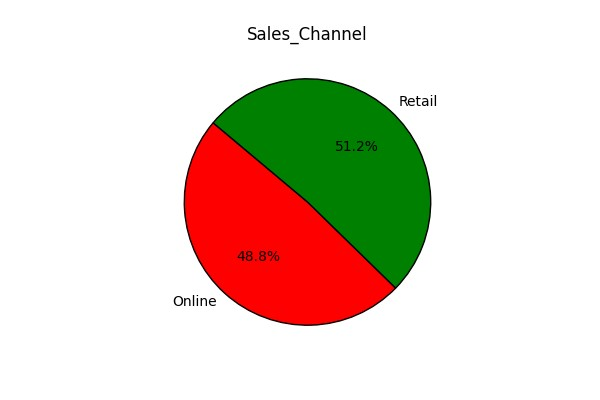 Sales_Channel
Retail
51.2%
48.8%
Online